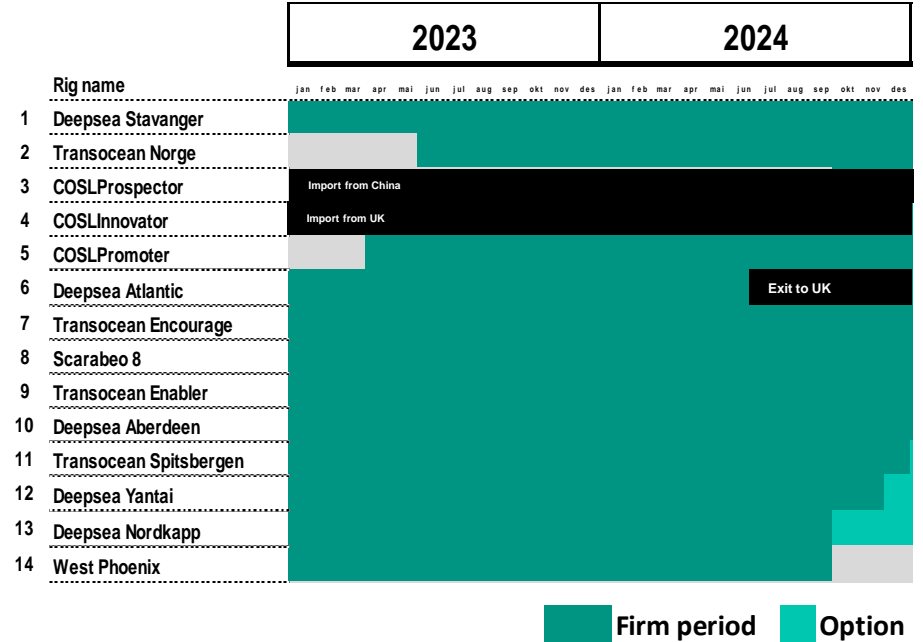 2023 2024
Rig name jan feb mar apr mai jun jul aug sep okt nov des jan feb mar apr mai jun jul aug sep okt nov des
1 Deepsea Stavanger
2 Transocean Norge
3 COSLProspector Import from China
4 COSLInnovator Import from UK
5 COSLPromoter
6 Deepsea Atlantic Exit to UK
7 Transocean Encourage
8 Scarabeo 8
9 Transocean Enabler
10 Deepsea Aberdeen
11 Transocean Spitsbergen
12 Deepsea Yantai
13 Deepsea Nordkapp
14 West Phoenix
Firm period Option